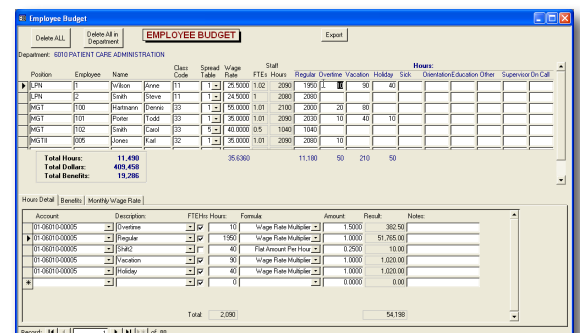 Employee Budget
Delete ALL Delete All in Department EMPLOYEE BUDGET Export
Department: 6010 PATIENT CARE ADMINISTRATION
Hours:
Position Employee Name Class Code Spread Table Wage Rate FTEs Staff Hours Regular Overtime Vacation Holiday Sick Orientation Education Other Supervisor On Call
LPN 1 Wilson Anne 11 1 25.5000 1.02 2090 1950 10 90 40
LPN 2 Smith Steve 11 1 24.5000 1 2080 2080
MGT 100 Hartmann Dennis 33 1 55.0000 1.01 2100 2000 20 80
MGT 101 Porter Todd 33 1 35.0000 1.01 2090 2030 10 40 10
MGT 102 Smith Carol 33 5 40.0000 0.5 1040 1040
MGTII 005 Jones Karl 32 1 35.0000 1.01 2090 2080 10
Total Hours: 11,490 35.6360 11,180 50 210 50
Total Dollars: 409,458
Total Benefits: 19,286
Hours Detail Benefits Monthly Wage Rate
Account: Description: FTEHrs Hours: Formula: Amount: Result: Notes:
01-06010-00005 Overtime 10 Wage Rate Multiplier 1.5000 382.50
01-06010-00005 Regular 1950 Wage Rate Multiplier 1.0000 51,765.00
01-06010-00005 Shift2 40 Flat Amount Per Hour 0.2500 10.00
01-06010-00005 Vacation 90 Wage Rate Multiplier 1.0000 1,020.00
01-06010-00005 Holiday 40 Wage Rate Multiplier 1.0000 1,020.00
0 0.0000 0.00
Total: 2,090 54,198
Record: 1 of 80